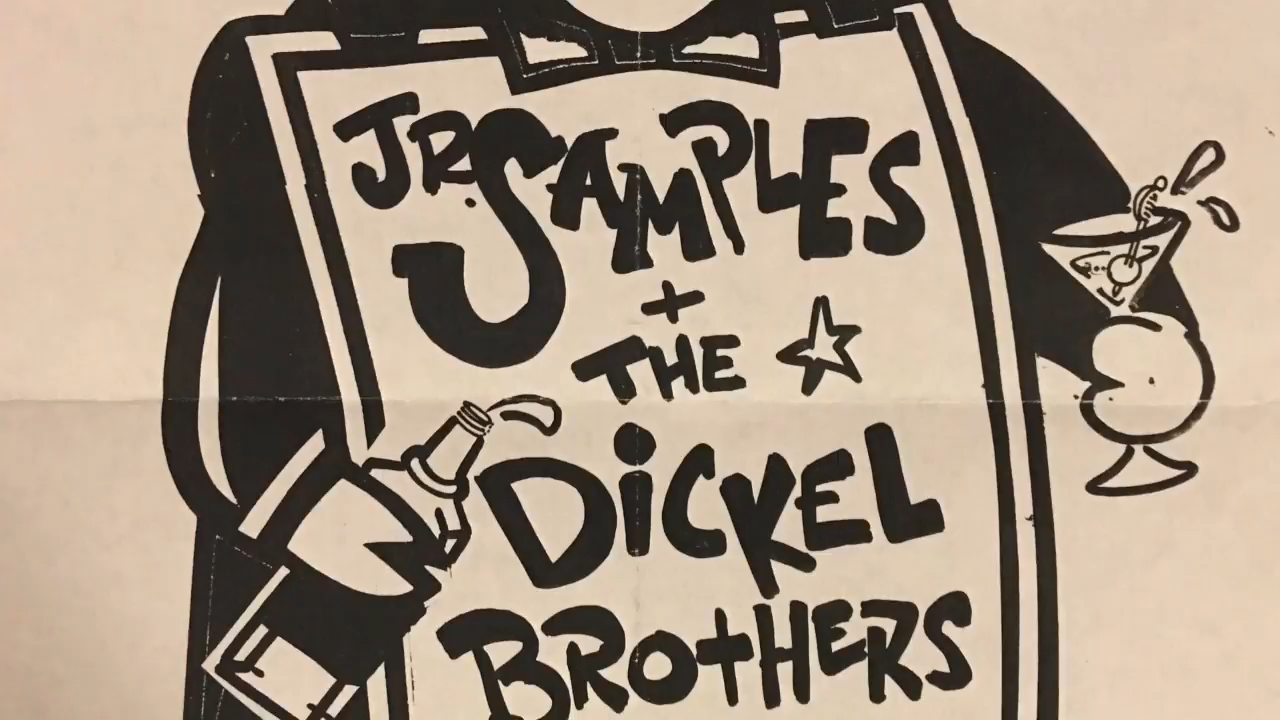 JR SAMPLES
+
THE
DiCKEL
BROTHERS